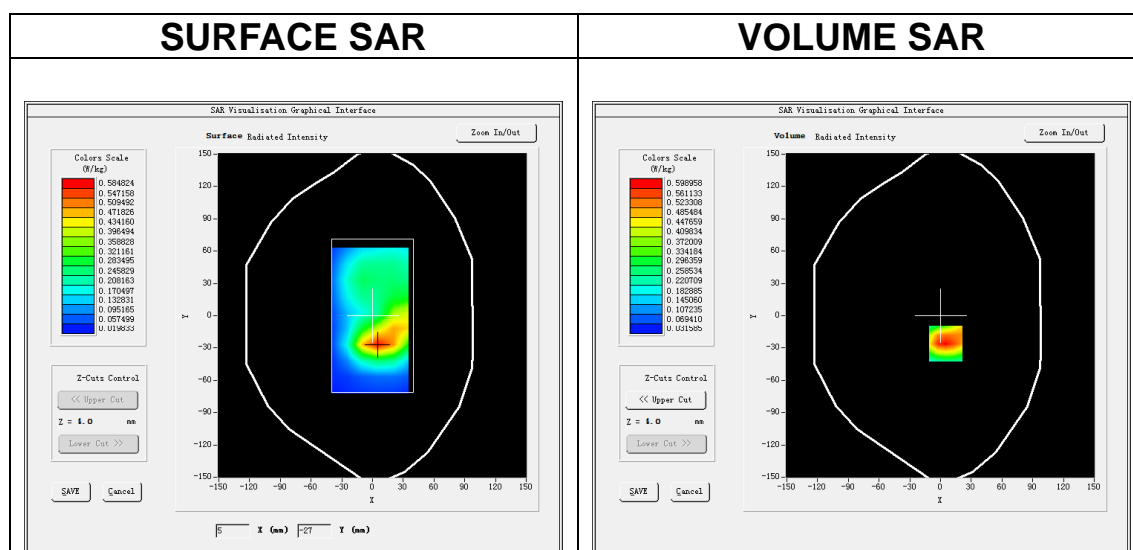 SURFACE SAR
SAR Visualisation Graphical Interface
Surface Radiated Intensity
Zoom In/Out
Colors Scale
(W/kg)
0.584824
0.547158
0.509492
0.471826
0.434160
0.396494
0.358828
0.321161
0.283495
0.245829
0.208163
0.170497
0.132831
0.095165
0.057499
0.019833
Z-Cuts Control
<< Upper Cut
Z = 4.0 mm
Lower Cut >>
SAVE
Cancel
150
120
90
60
30
0
-30
-60
-90
-120
-150
Y
-150 -120 -90 -60 -30 0 30 60 90 120 150
X
5 X (mm) -27 Y (mm)
VOLUME SAR
SAR Visualisation Graphical Interface
Volume Radiated Intensity
Zoom In/Out
Colors Scale
(W/kg)
0.598958
0.561133
0.523308
0.485484
0.447659
0.409834
0.372009
0.334184
0.296359
0.258534
0.220709
0.182885
0.145060
0.107235
0.069410
0.031585
Z-Cuts Control
<< Upper Cut
Z = 4.0 mm
Lower Cut >>
SAVE
Cancel
150
120
90
60
30
0
-30
-60
-90
-120
-150
Y
-150 -120 -90 -60 -30 0 30 60 90 120 150
X